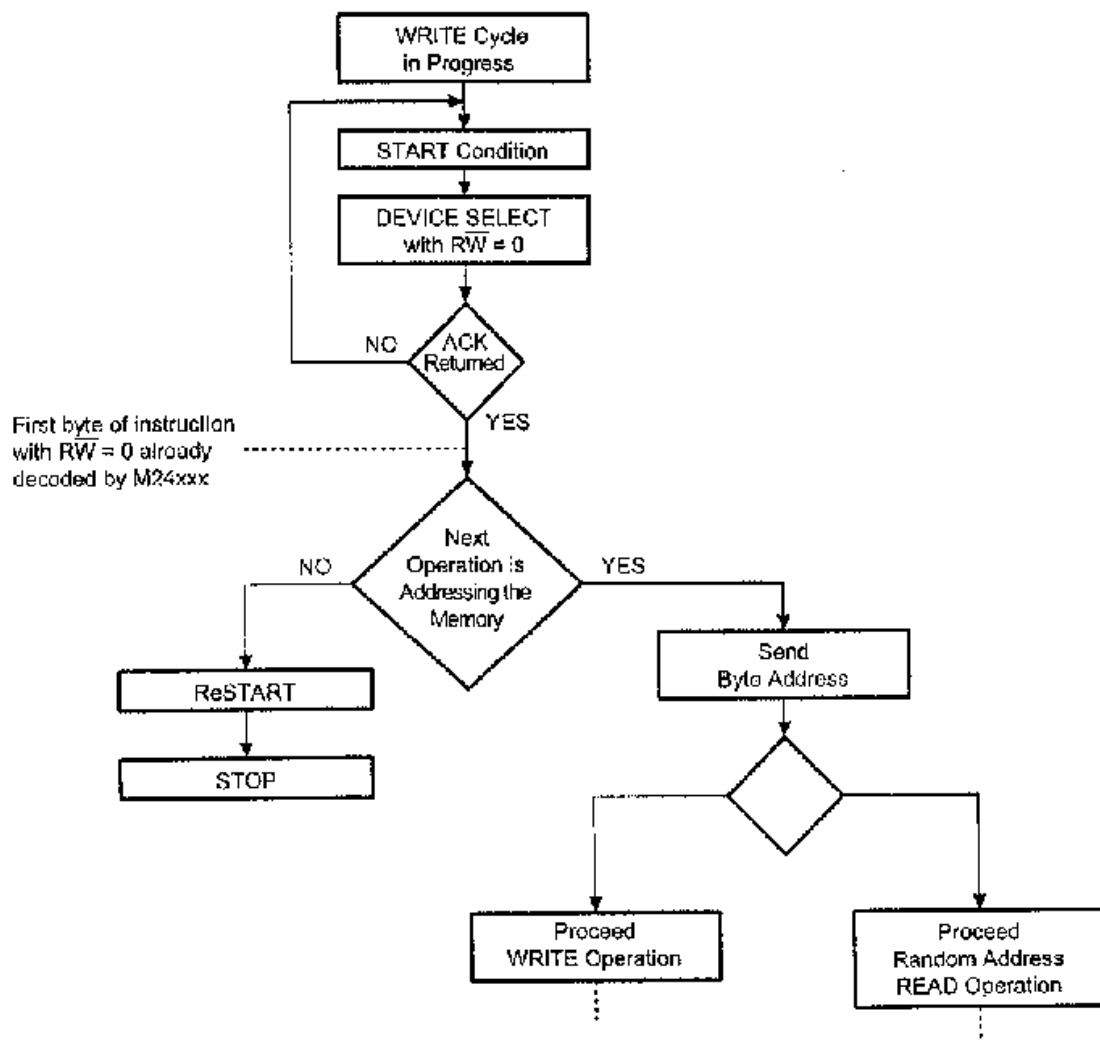 WRITE Cycle
in Progress
START Condition
DEVICE SELECT
with RW̅ = 0
ACK
Returned
NO
YES
First byte of instruction
with RW̅ = 0 already
decoded by M24xxx
Next
Operation is
Addressing the
Memory
NO
YES
Send
Byte Address
ReSTART
STOP
Proceed
WRITE Operation
Proceed
Random Address
READ Operation